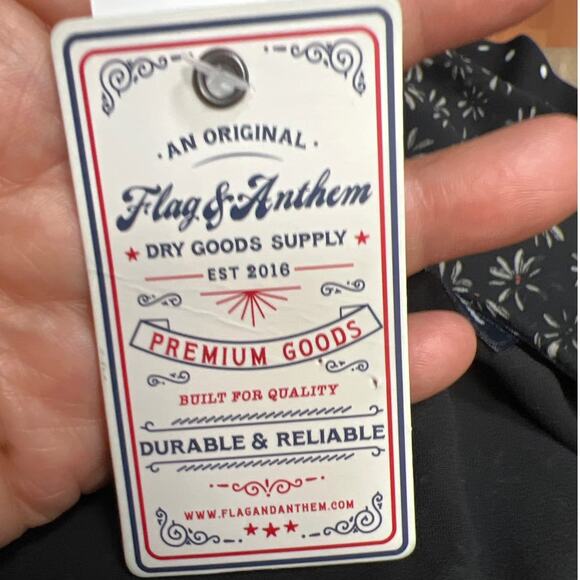 · AN ORIGINAL ·
Flag & Anthem
★ DRY GOODS SUPPLY ★
EST 2016
PREMIUM GOODS
BUILT FOR QUALITY
DURABLE & RELIABLE
WWW.FLAGANDANTHEM.COM